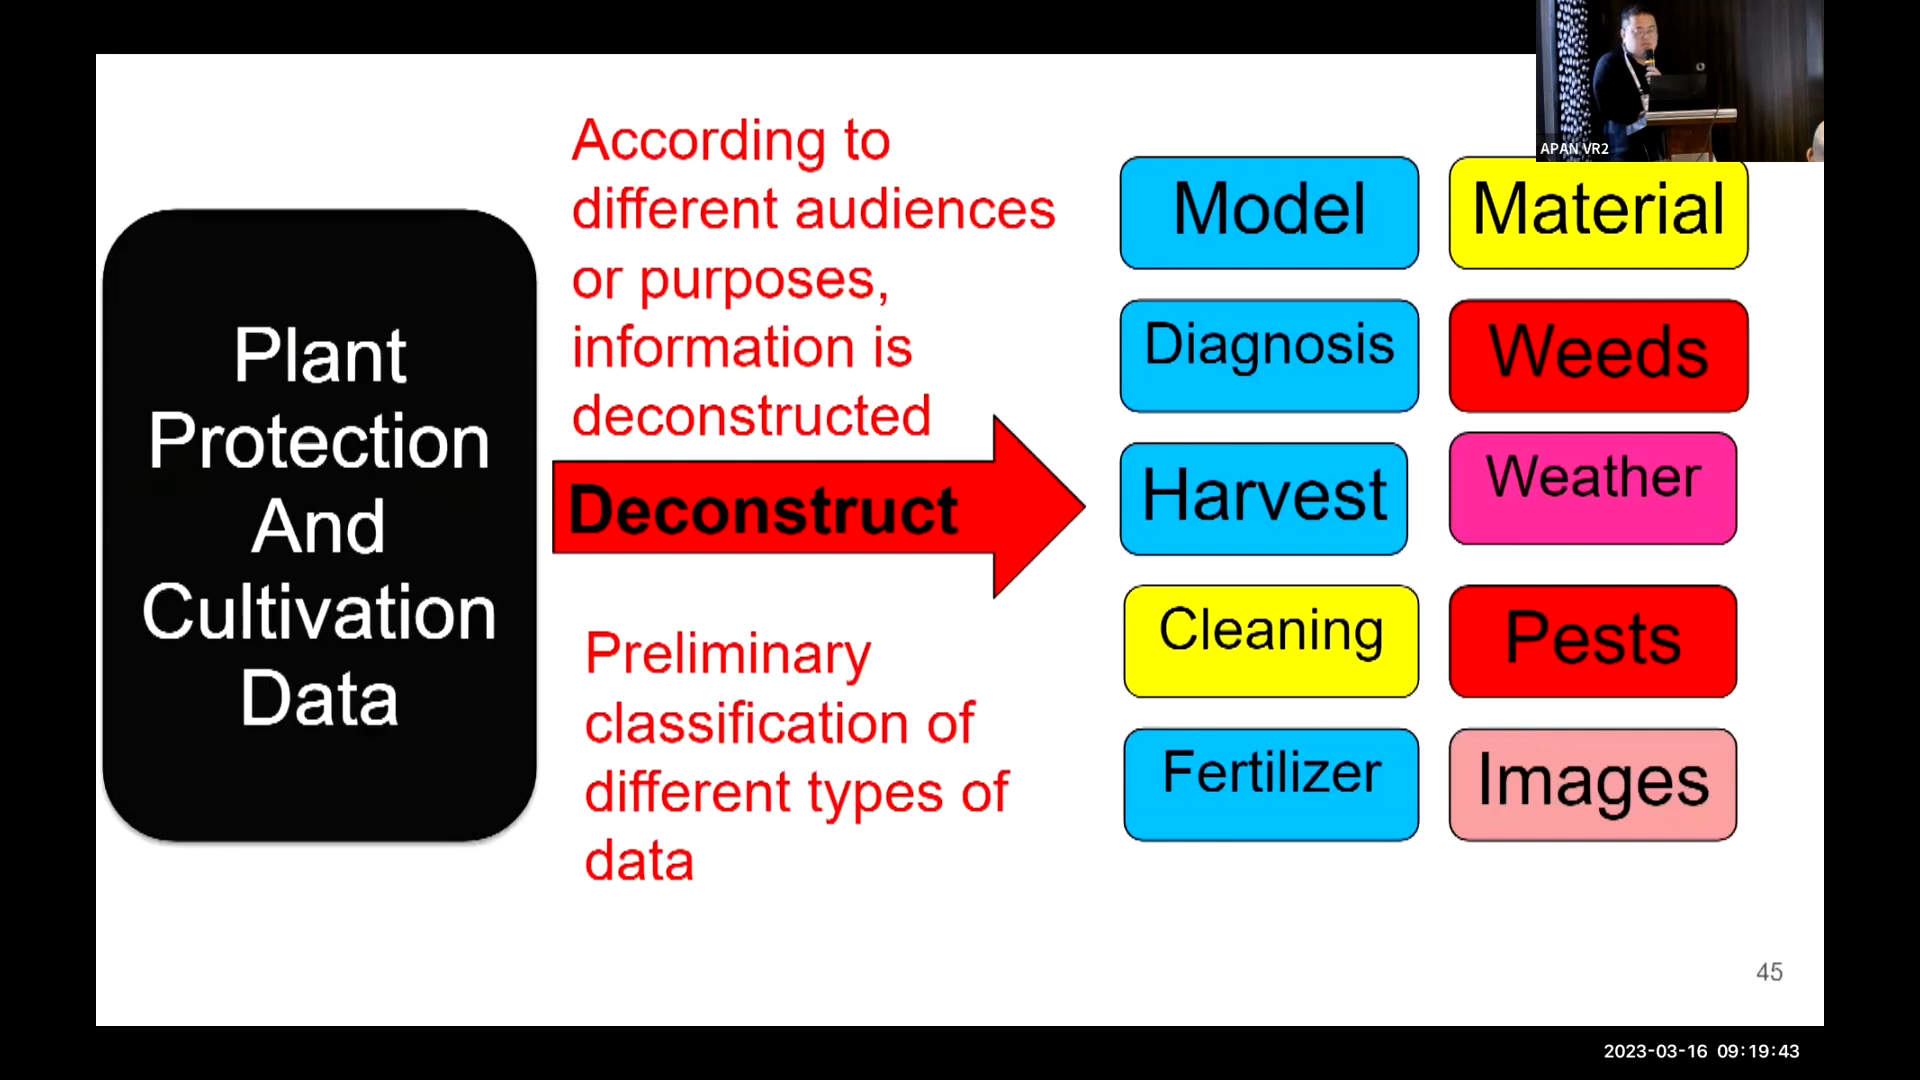 APAN VR2
According to
different audiences
or purposes,
information is
deconstructed
Plant
Protection
And
Cultivation
Data
Deconstruct
Preliminary
classification of
different types of
data
Model
Material
Diagnosis
Weeds
Harvest
Weather
Cleaning
Pests
Fertilizer
Images
45
2023-03-16 09:19:43